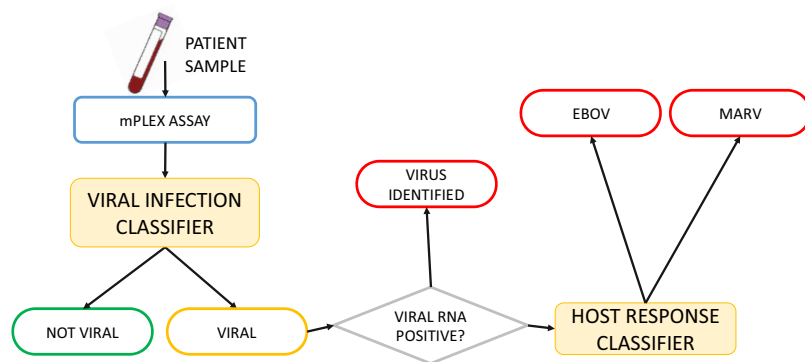 PATIENT
SAMPLE
mPLEX ASSAY
VIRAL INFECTION
CLASSIFIER
NOT VIRAL
VIRAL
VIRAL RNA
POSITIVE?
VIRUS
IDENTIFIED
HOST RESPONSE
CLASSIFIER
EBOV
MARV